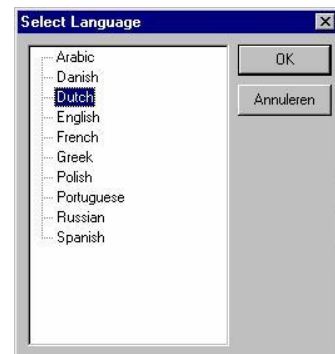 Select Language
Arabic
Danish
Dutch
English
French
Greek
Polish
Portuguese
Russian
Spanish
OK
Annuleren